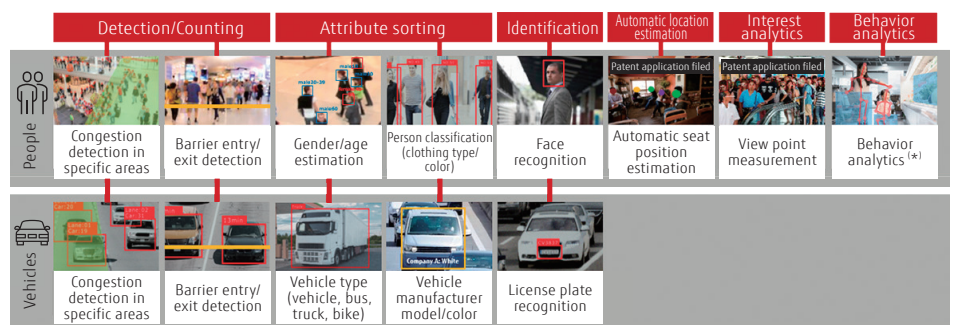 Detection/Counting
Attribute sorting
Identification
Automatic location
estimation
Interest
analytics
Behavior
analytics
People
Patent application filed
Patent application filed
Congestion
detection in
specific areas
Barrier entry/
exit detection
Gender/age
estimation
Person classification
(clothing type/
color)
Face
recognition
Automatic seat
position
estimation
View point
measurement
Behavior
analytics (*)
Vehicles
Company A: White
Congestion
detection in
specific areas
Barrier entry/
exit detection
Vehicle type
(vehicle, bus,
truck, bike)
Vehicle
manufacturer
model/color
License plate
recognition